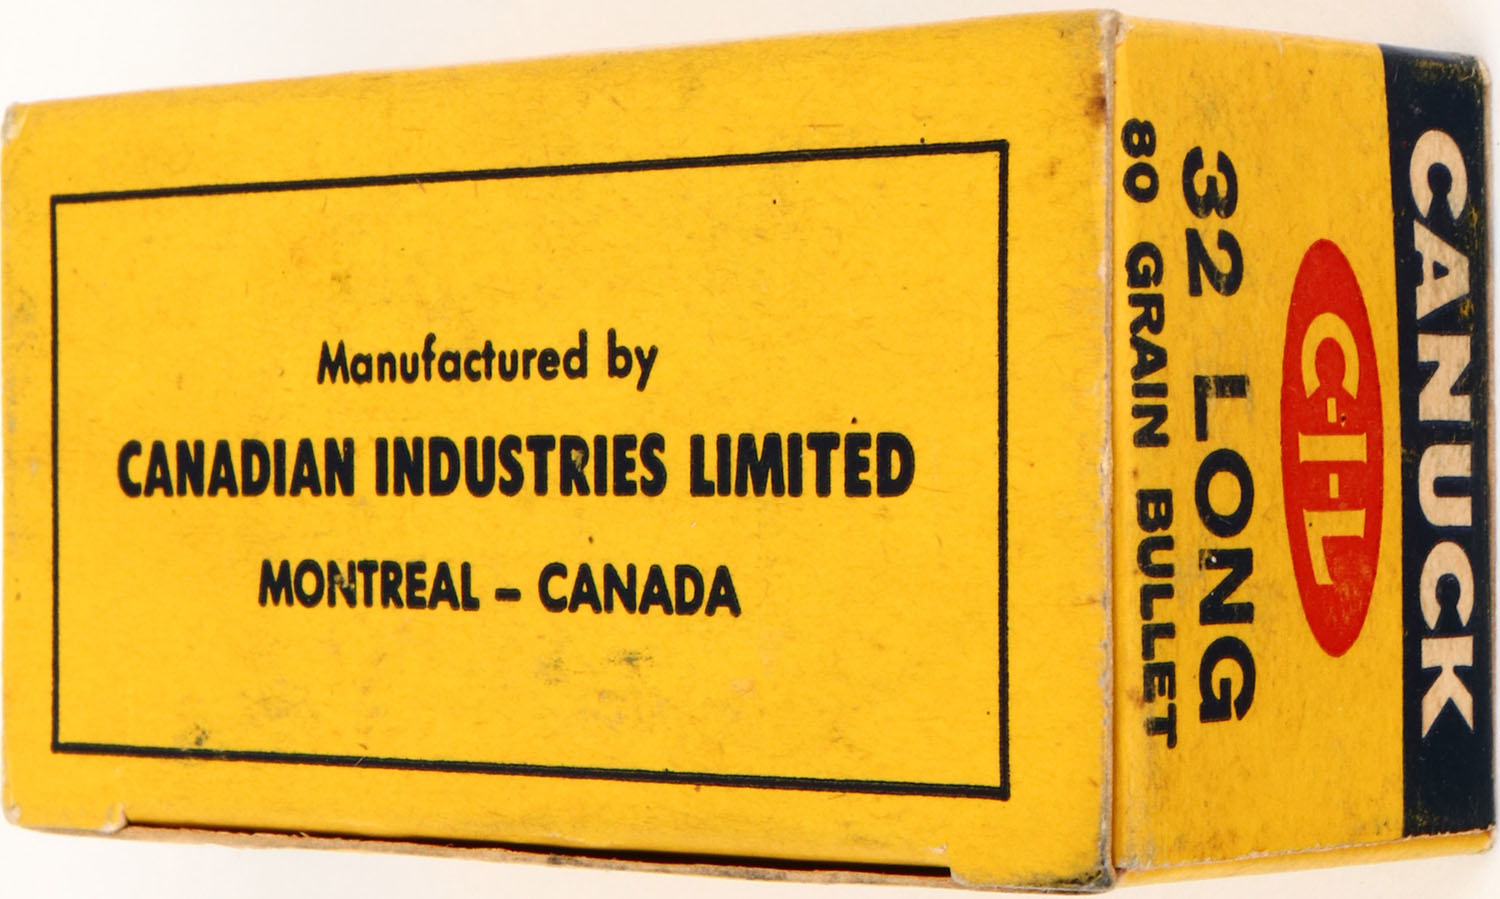 Manufactured by
CANADIAN INDUSTRIES LIMITED
MONTREAL – CANADA
CANUCK
C-I-L
32 LONG
80 GRAIN BULLET